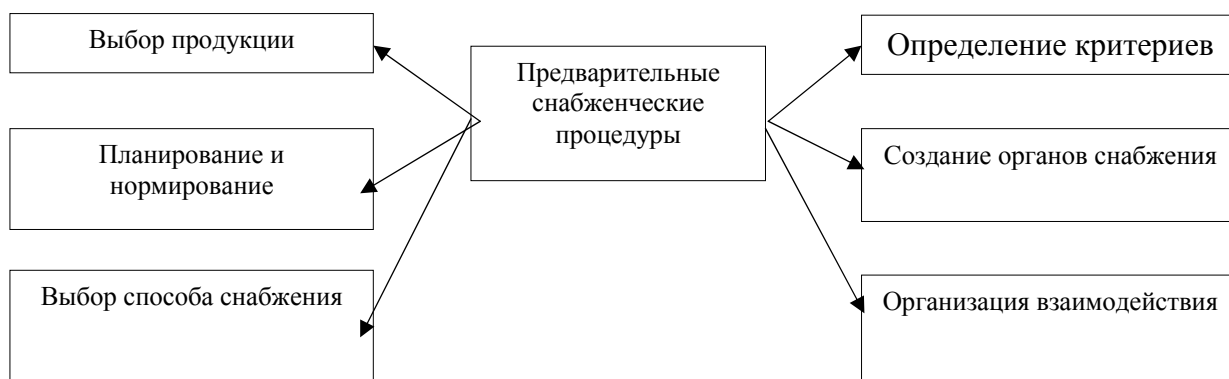 Выбор продукции
Планирование и
нормирование
Выбор способа снабжения
Предварительные
снабженческие
процедуры
Определение критериев
Создание органов снабжения
Организация взаимодействия